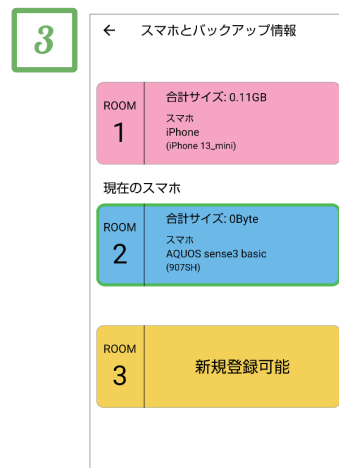 3
← スマホとバックアップ情報
ROOM
1
合計サイズ: 0.11GB
スマホ
iPhone
(iPhone 13_mini)
現在のスマホ
ROOM
2
合計サイズ: 0Byte
スマホ
AQUOS sense3 basic
(907SH)
ROOM
3
新規登録可能